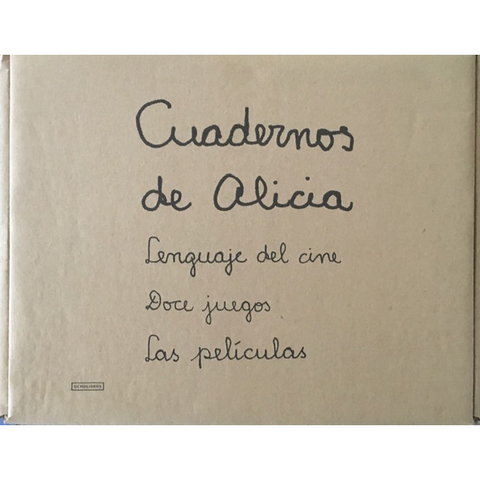 Cuadernos
de Alicia
Lenguaje del cine
Doce juegos
Las películas